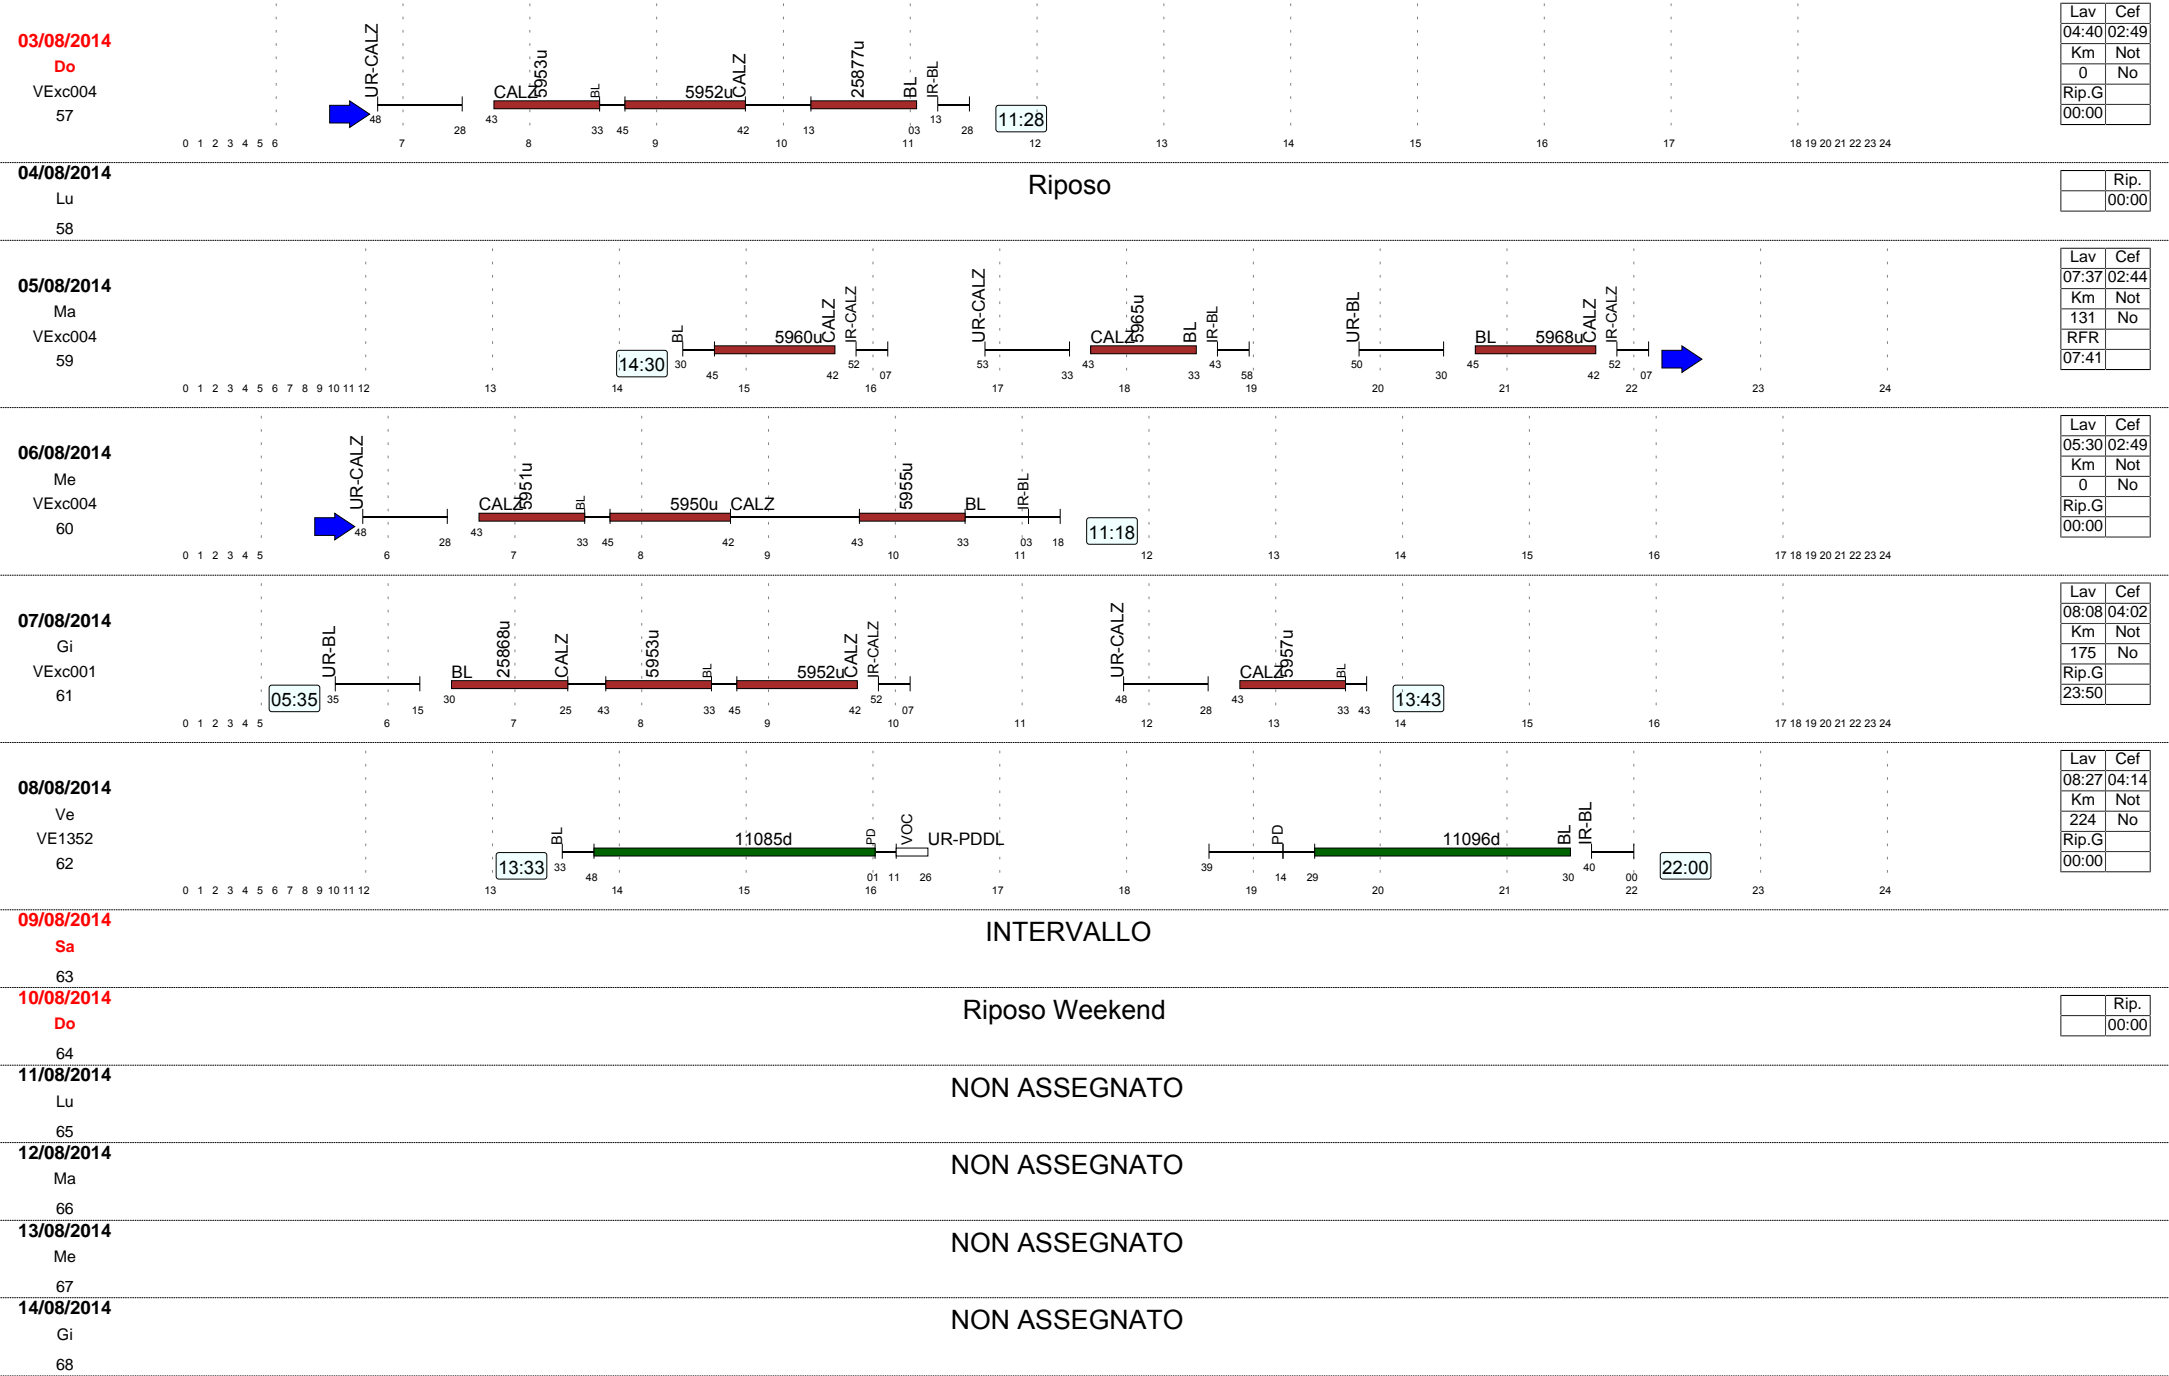 03/08/2014
Do
VExc004
57
UR-CALZ CALZ 5953u BL 5952u CALZ 25877u BL IR-BL
48 28 43 33 45 42 13 03 13 28 11:28
0 1 2 3 4 5 6 7 8 9 10 11 12 13 14 15 16 17 18 19 20 21 22 23 24
Lav Cef
04:40 02:49
Km Not
0 No
Rip.G
00:00
04/08/2014
Lu
58
Riposo
Rip.
00:00
05/08/2014
Ma
VExc004
59
BL 5960u CALZ IR-CALZ UR-CALZ CALZ 5965u BL IR-BL UR-BL BL 5968u CALZ IR-CALZ
14:30 30 45 42 52 07 53 33 43 33 43 58 50 30 45 42 52 07
0 1 2 3 4 5 6 7 8 9 10 11 12 13 14 15 16 17 18 19 20 21 22 23 24
Lav Cef
07:37 02:44
Km Not
131 No
RFR
07:41
06/08/2014
Me
VExc004
60
UR-CALZ CALZ 5951u BL 5950u CALZ 5955u BL IR-BL
48 28 43 33 45 42 43 33 03 18 11:18
0 1 2 3 4 5 6 7 8 9 10 11 12 13 14 15 16 17 18 19 20 21 22 23 24
Lav Cef
05:30 02:49
Km Not
0 No
Rip.G
00:00
07/08/2014
Gi
VExc001
61
UR-BL BL 25868u CALZ 5953u BL 5952u CALZ IR-CALZ UR-CALZ CALZ 5957u BL
05:35 35 15 30 25 43 33 45 42 52 07 48 28 43 33 43 13:43
0 1 2 3 4 5 6 7 8 9 10 11 12 13 14 15 16 17 18 19 20 21 22 23 24
Lav Cef
08:08 04:02
Km Not
175 No
Rip.G
23:50
08/08/2014
Ve
VE1352
62
BL 11085d PD VOC UR-PDDL PD 11096d BL IR-BL
13:33 33 48 01 11 26 39 14 29 30 40 00 22:00
0 1 2 3 4 5 6 7 8 9 10 11 12 13 14 15 16 17 18 19 20 21 22 23 24
Lav Cef
08:27 04:14
Km Not
224 No
Rip.G
00:00
09/08/2014
Sa
63
INTERVALLO
10/08/2014
Do
64
Riposo Weekend
Rip.
00:00
11/08/2014
Lu
65
NON ASSEGNATO
12/08/2014
Ma
66
NON ASSEGNATO
13/08/2014
Me
67
NON ASSEGNATO
14/08/2014
Gi
68
NON ASSEGNATO